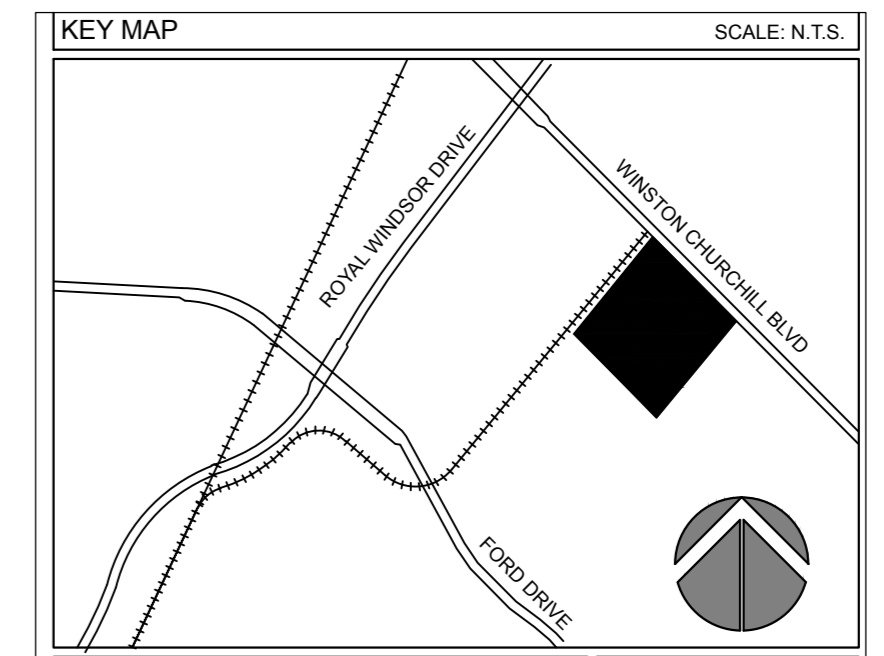 KEY MAP
SCALE: N.T.S.
ROYAL WINDSOR DRIVE
WINSTON CHURCHILL BLVD
FORD DRIVE